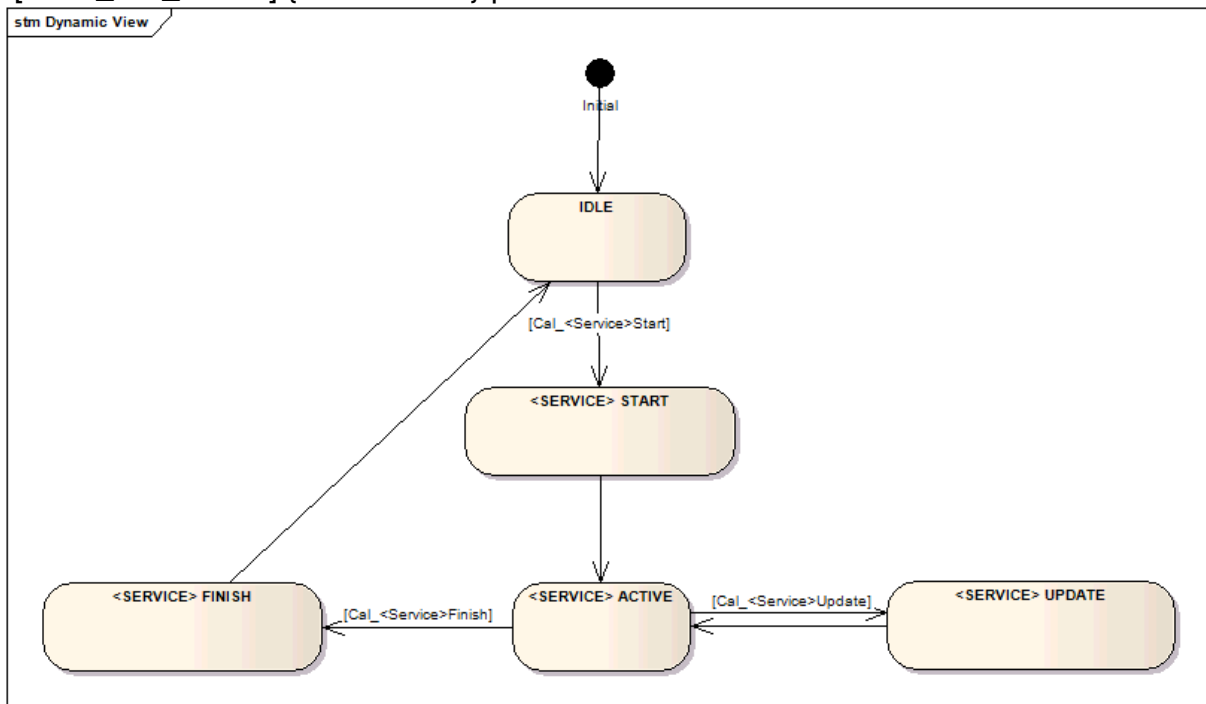 stm Dynamic View
Initial
IDLE
[Cal_<Service>Start]
<SERVICE> START
<SERVICE> FINISH
[Cal_<Service>Finish]
<SERVICE> ACTIVE
[Cal_<Service>Update]
<SERVICE> UPDATE